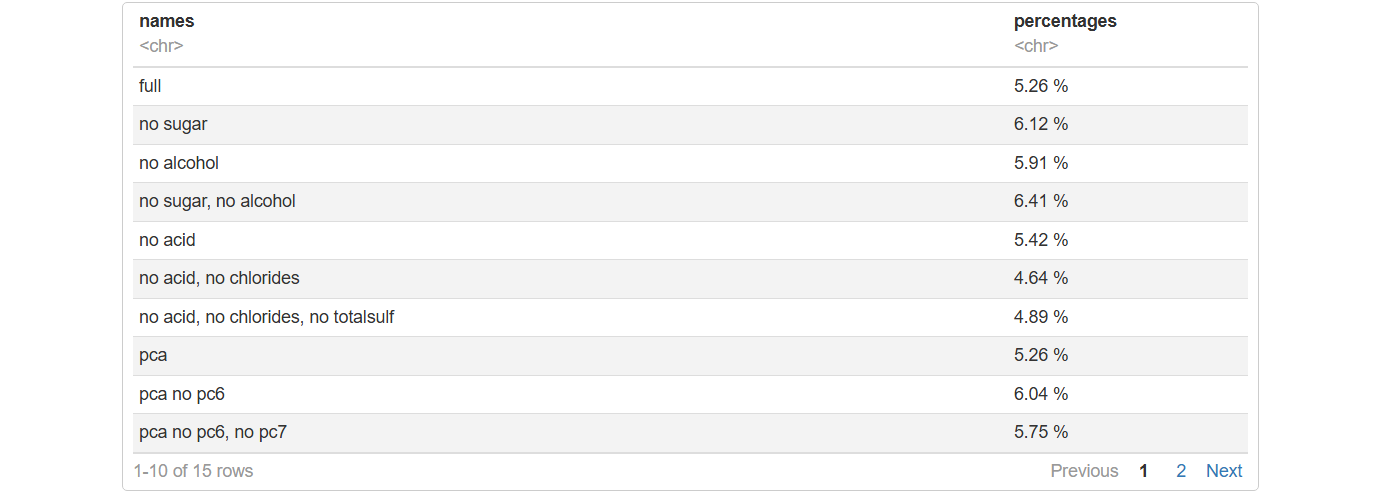 names percentages
<chr> <chr>
full 5.26 %
no sugar 6.12 %
no alcohol 5.91 %
no sugar, no alcohol 6.41 %
no acid 5.42 %
no acid, no chlorides 4.64 %
no acid, no chlorides, no totalsulf 4.89 %
pca 5.26 %
pca no pc6 6.04 %
pca no pc6, no pc7 5.75 %
1-10 of 15 rows Previous 1 2 Next